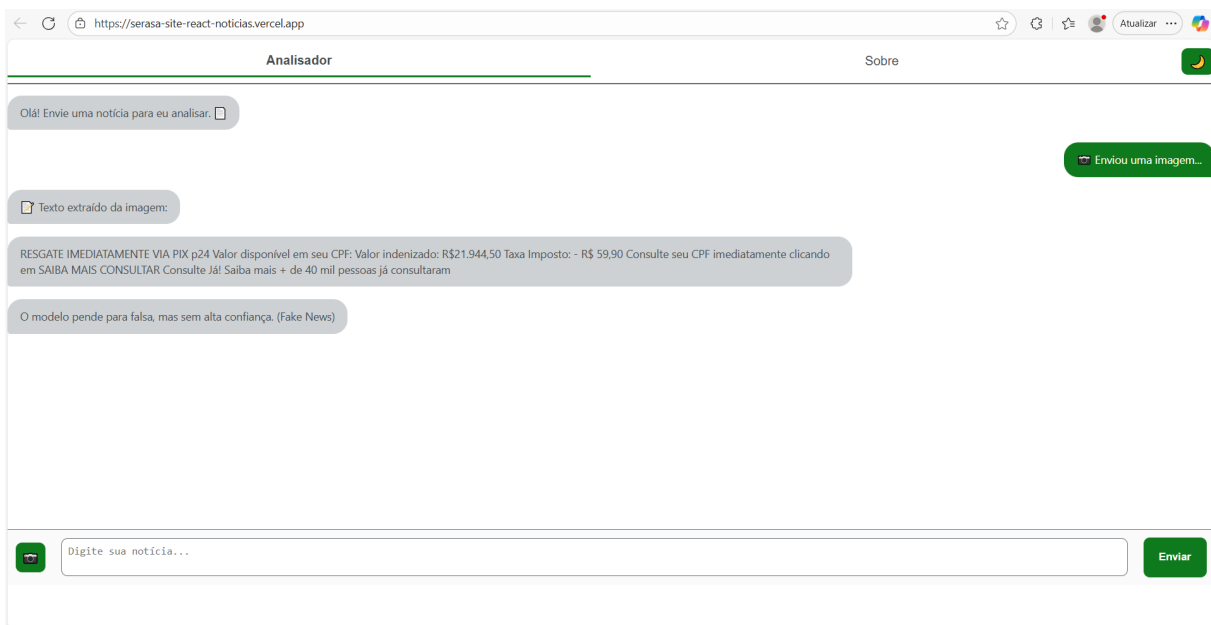 https://serasa-site-react-noticias.vercel.app
Atualizar
Analisador
Sobre
Olá! Envie uma notícia para eu analisar.
Enviou uma imagem...
Texto extraído da imagem:
RESGATE IMEDIATAMENTE VIA PIX p24 Valor disponível em seu CPF: Valor indenizado: R$21.944,50 Taxa Imposto: - R$ 59,90 Consulte seu CPF imediatamente clicando
em SAIBA MAIS CONSULTAR Consulte Já! Saiba mais + de 40 mil pessoas já consultaram
O modelo pende para falsa, mas sem alta confiança. (Fake News)
Digite sua notícia...
Enviar